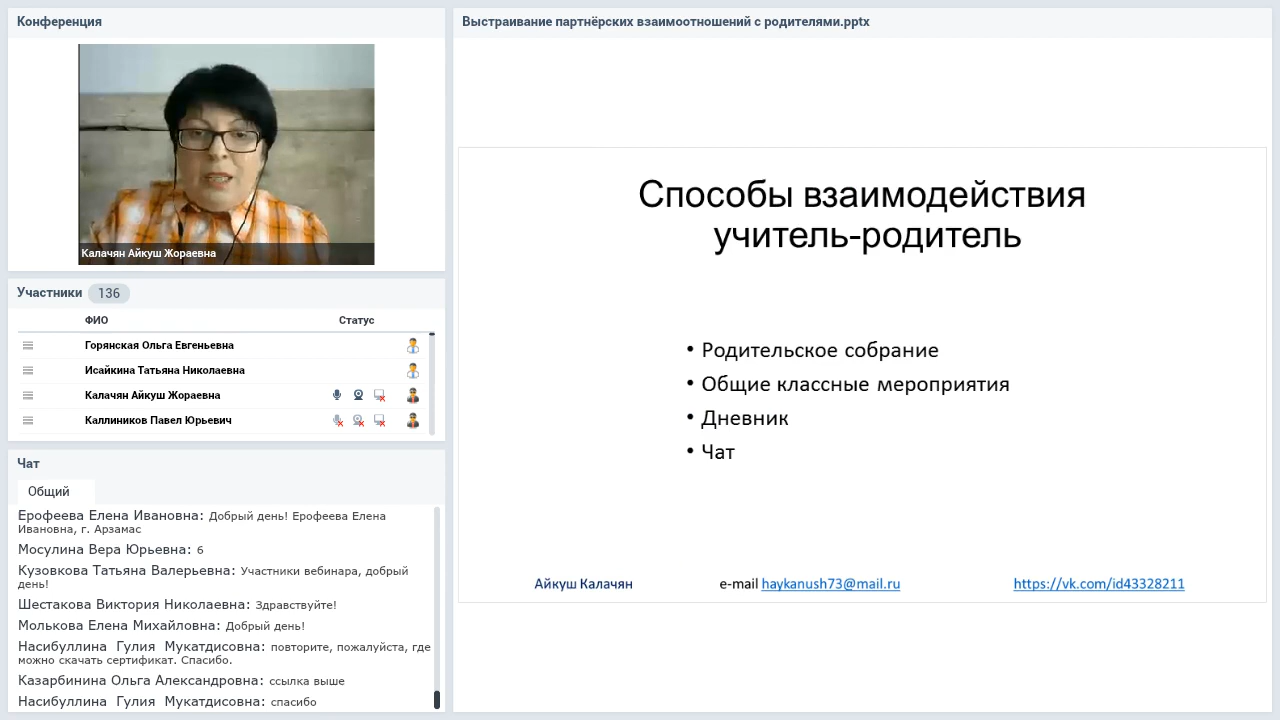 Конференция
Калачян Айкуш Жораевна
Участники 136
ФИО Статус
Горянская Ольга Евгеньевна
Исайкина Татьяна Николаевна
Калачян Айкуш Жораевна
Каллиников Павел Юрьевич
Чат
Общий
Ерофеева Елена Ивановна: Добрый день! Ерофеева Елена
Ивановна, г. Арзамас
Мосулина Вера Юрьевна: 6
Кузовкова Татьяна Валерьевна: Участники вебинара, добрый
день!
Шестакова Виктория Николаевна: Здравствуйте!
Молькова Елена Михайловна: Добрый день!
Насибуллина Гулия Мукатдисовна: повторите, пожалуйста, где
можно скачать сертификат. Спасибо.
Казарбинина Ольга Александровна: ссылка выше
Насибуллина Гулия Мукатдисовна: спасибо
Выстраивание партнёрских взаимоотношений с родителями.pptx
Способы взаимодействия
учитель-родитель
• Родительское собрание
• Общие классные мероприятия
• Дневник
• Чат
Айкуш Калачян e-mail haykanush73@mail.ru https://vk.com/id43328211